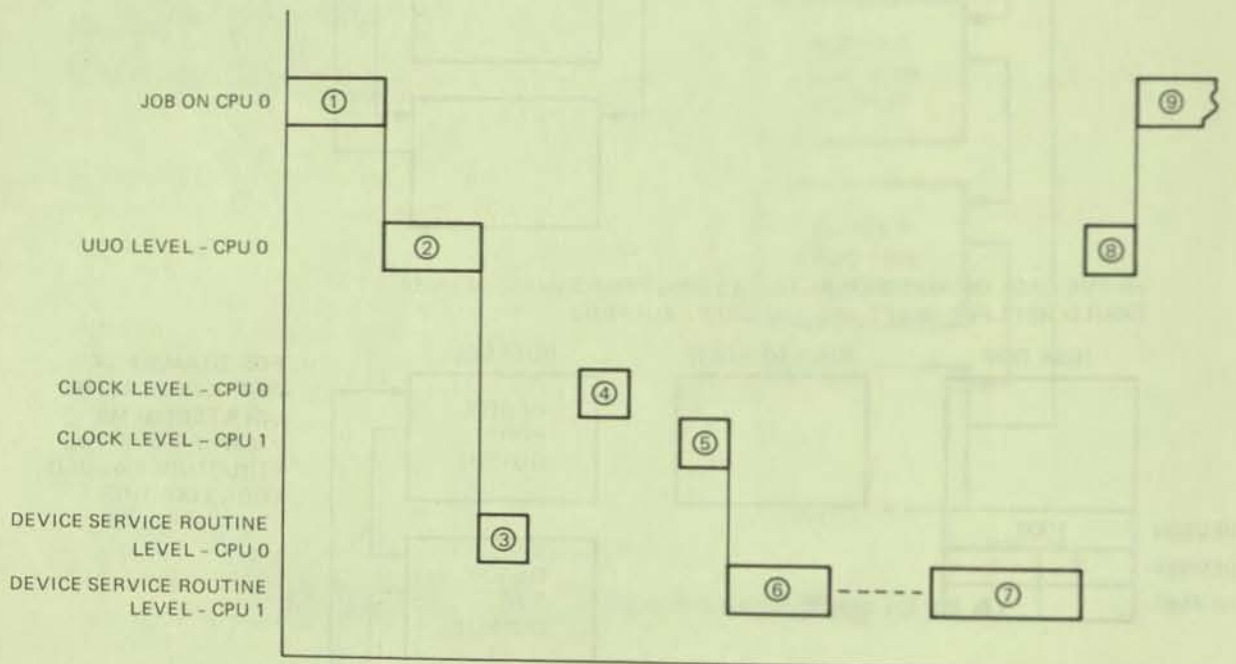 JOB ON CPU 0
①
⑨
UUO LEVEL - CPU 0
②
⑧
CLOCK LEVEL - CPU 0
④
CLOCK LEVEL - CPU 1
⑤
DEVICE SERVICE ROUTINE
LEVEL - CPU 0
③
DEVICE SERVICE ROUTINE
LEVEL - CPU 1
⑥
⑦